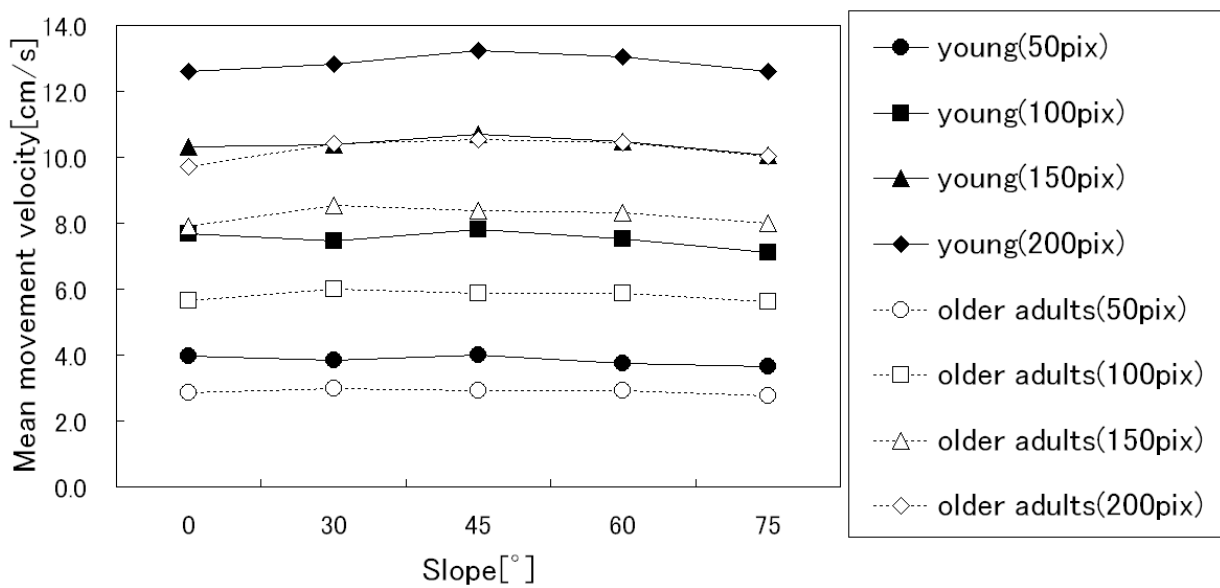 Mean movement velocity[cm/s]
14.0
12.0
10.0
8.0
6.0
4.0
2.0
0.0
0 30 45 60 75
Slope[°]
young(50pix)
young(100pix)
young(150pix)
young(200pix)
older adults(50pix)
older adults(100pix)
older adults(150pix)
older adults(200pix)